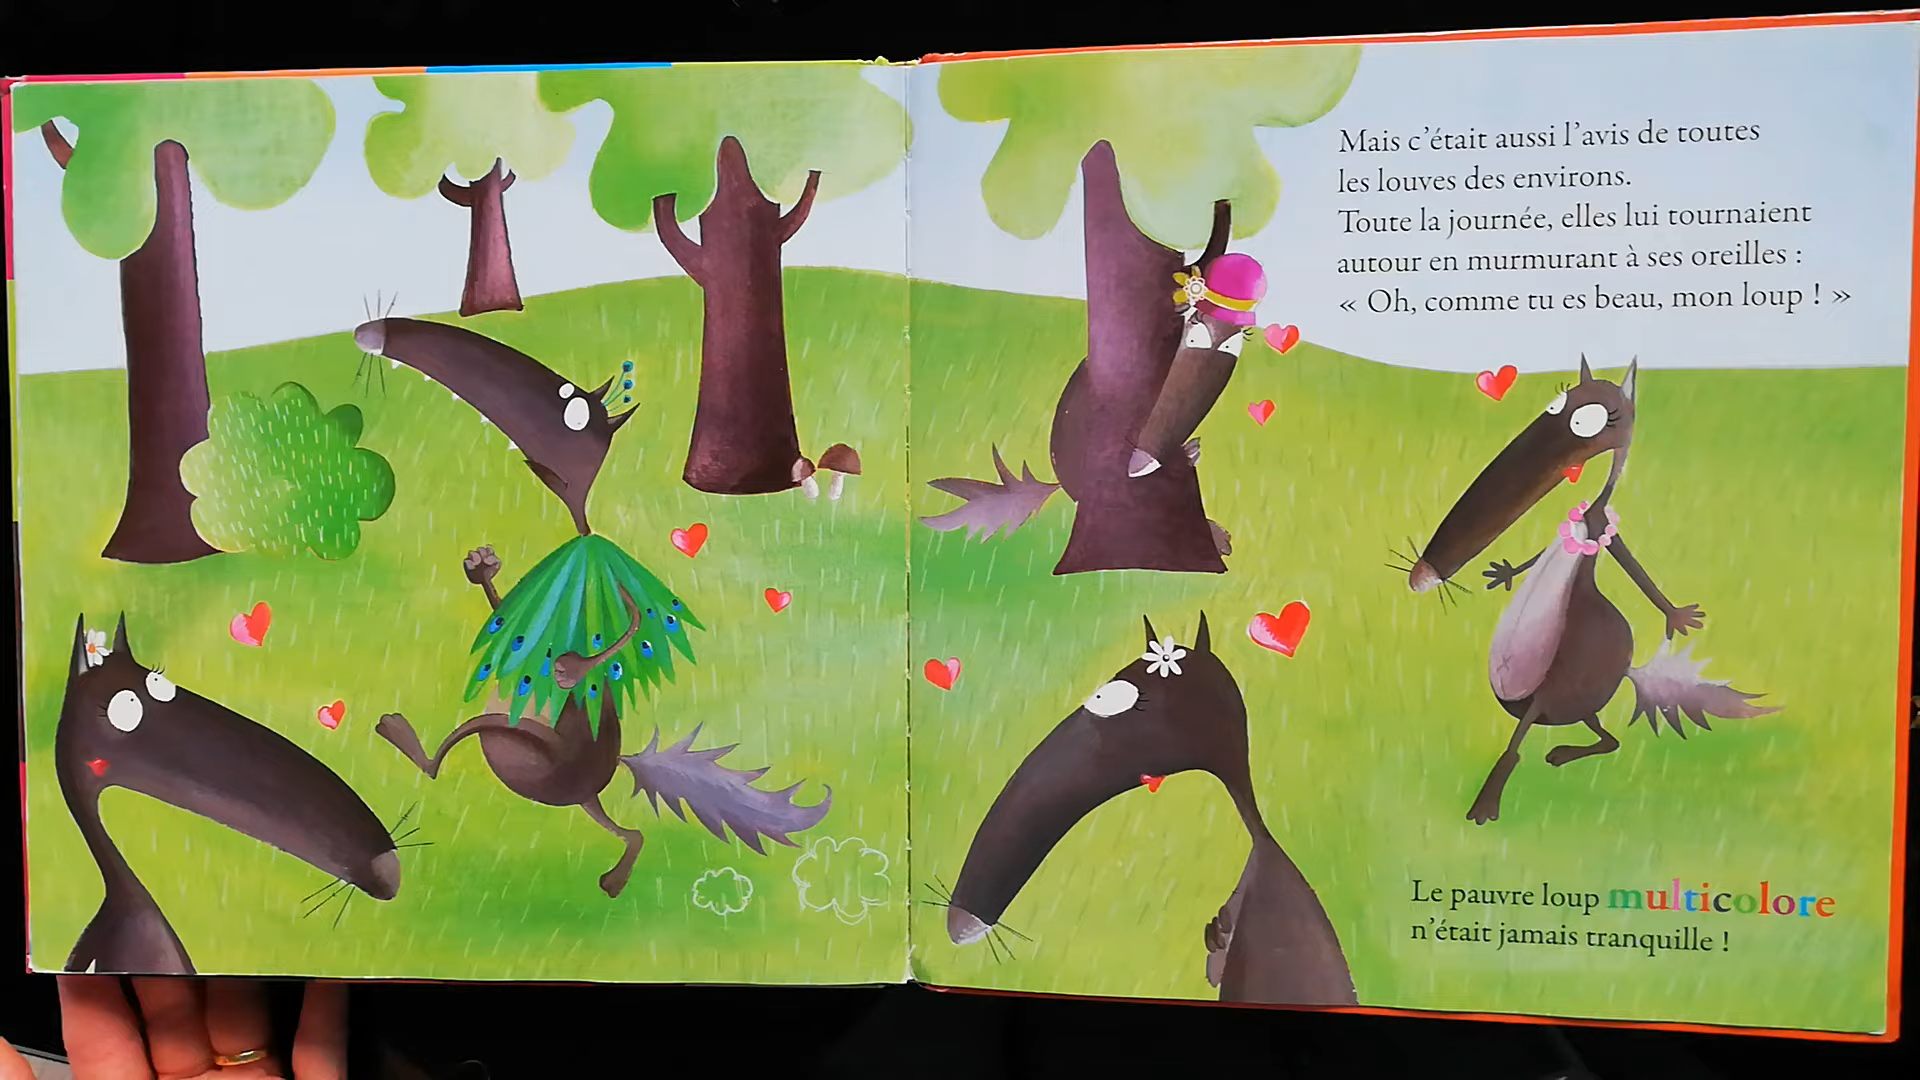 Mais c’était aussi l’avis de toutes
les louves des environs.
Toute la journée, elles lui tournaient
autour en murmurant à ses oreilles :
« Oh, comme tu es beau, mon loup ! »
Le pauvre loup multicolore
n’était jamais tranquille !